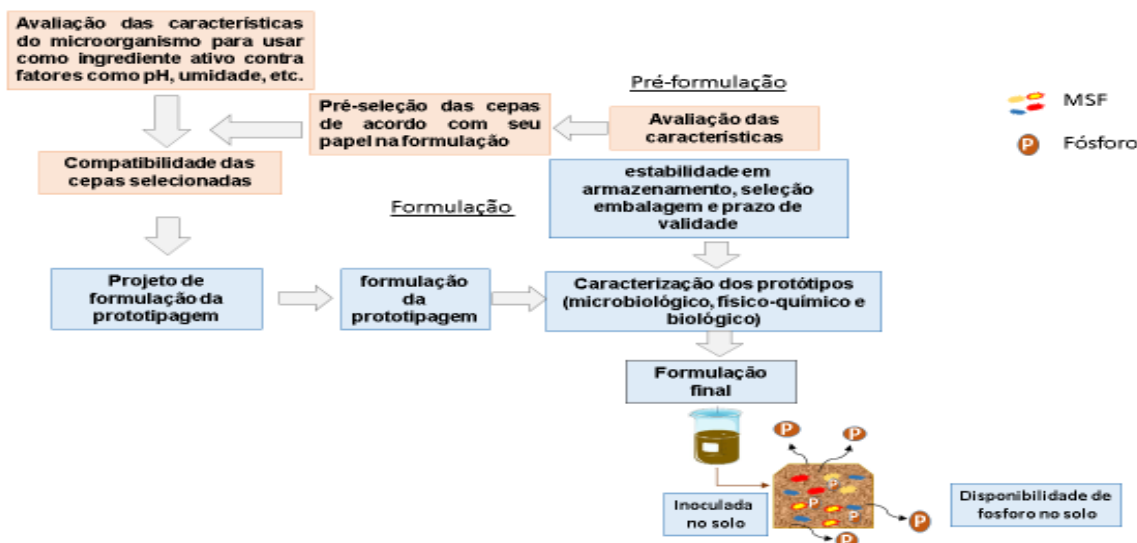 Avaliação das características
do microorganismo para usar
como ingrediente ativo contra
fatores como pH, umidade, etc.
Pré-formulação
Pré-seleção das cepas
de acordo com seu
papel na formulação
Avaliação das
características
MSF
P Fósforo
Compatibilidade das
cepas selecionadas
Formulação
estabilidade em
armazenamento, seleção
embalagem e prazo de
validade
Projeto de
formulação da
prototipagem
formulação
da
prototipagem
Caracterização dos protótipos
(microbiológico, físico-químico e
biológico)
Formulação
final
P
P
P
P
P
P
P
Inoculada
no solo
P
Disponibilidade de
fosforo no solo
P